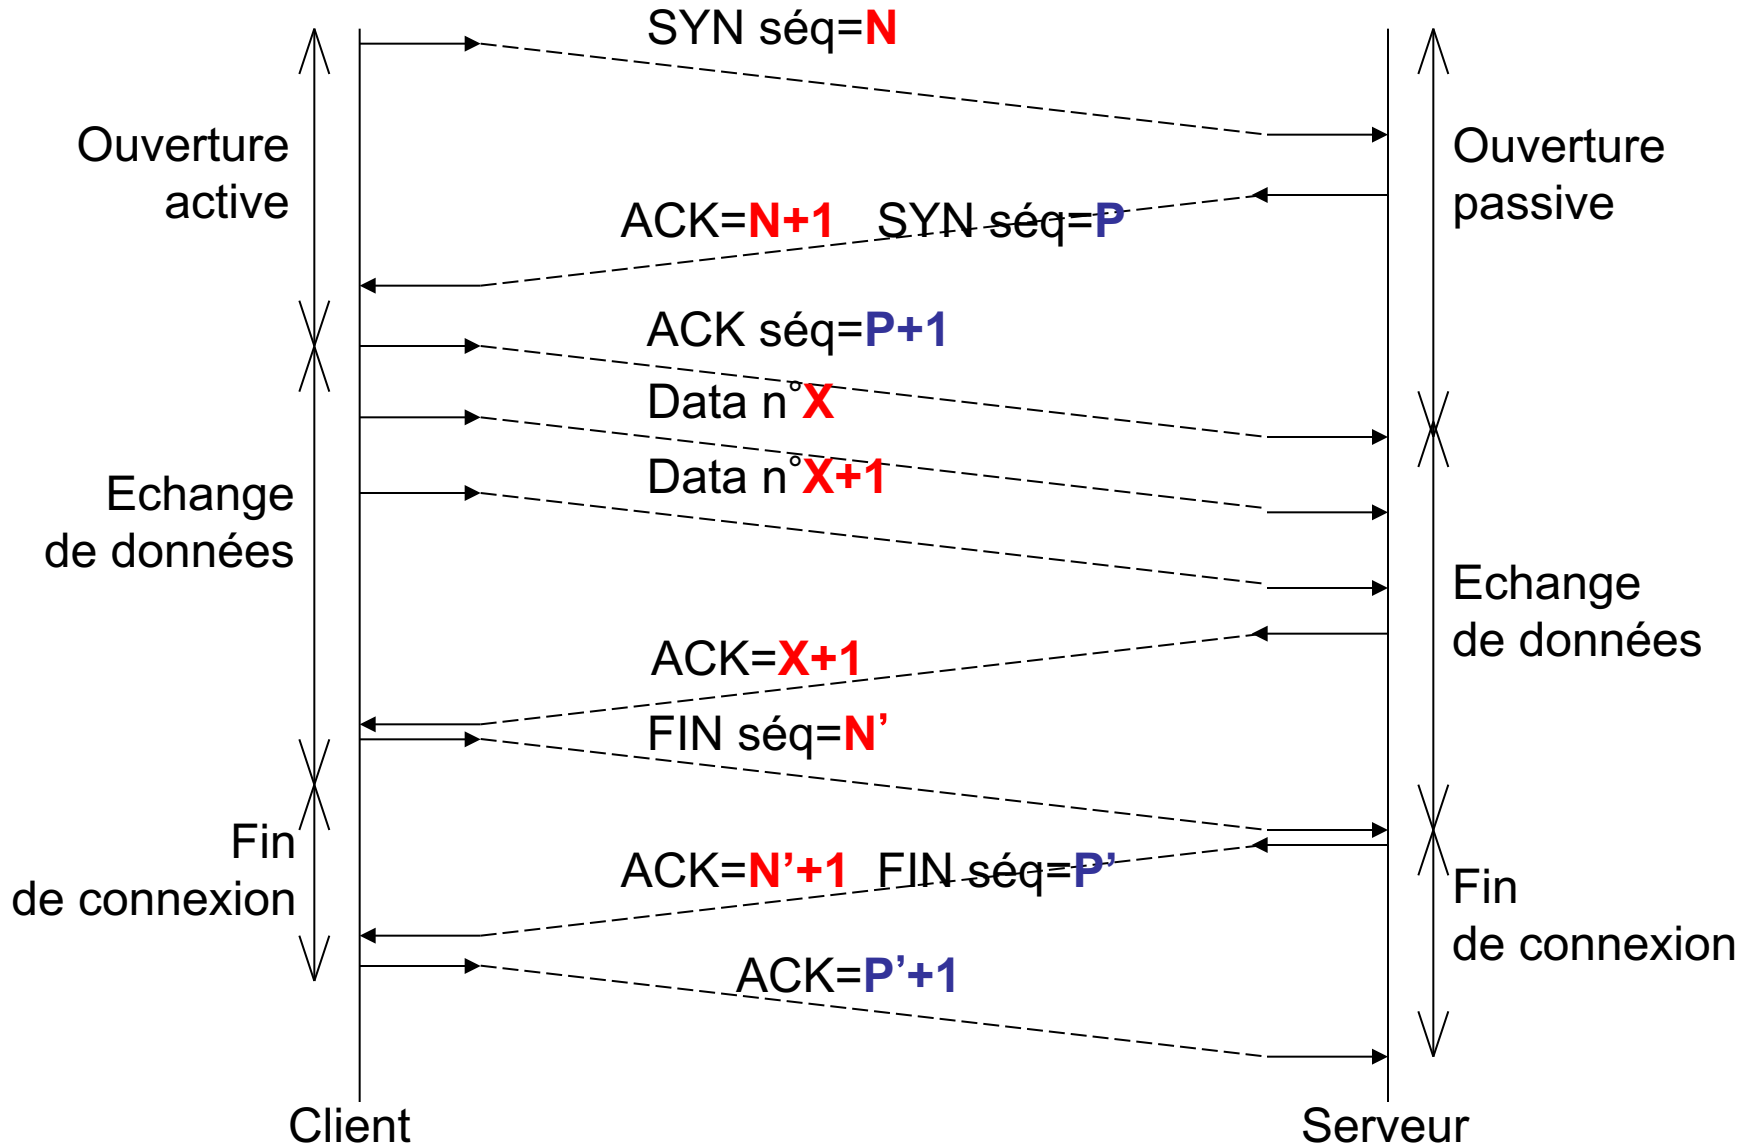 SYN séq=N
Ouverture
active
Ouverture
passive
ACK=N+1 SYN séq=P
ACK séq=P+1
Data n°X
Data n°X+1
Echange
de données
Echange
de données
ACK=X+1
FIN séq=N’
Fin
de connexion
ACK=N’+1 FIN séq=P’
Fin
de connexion
ACK=P’+1
Client
Serveur